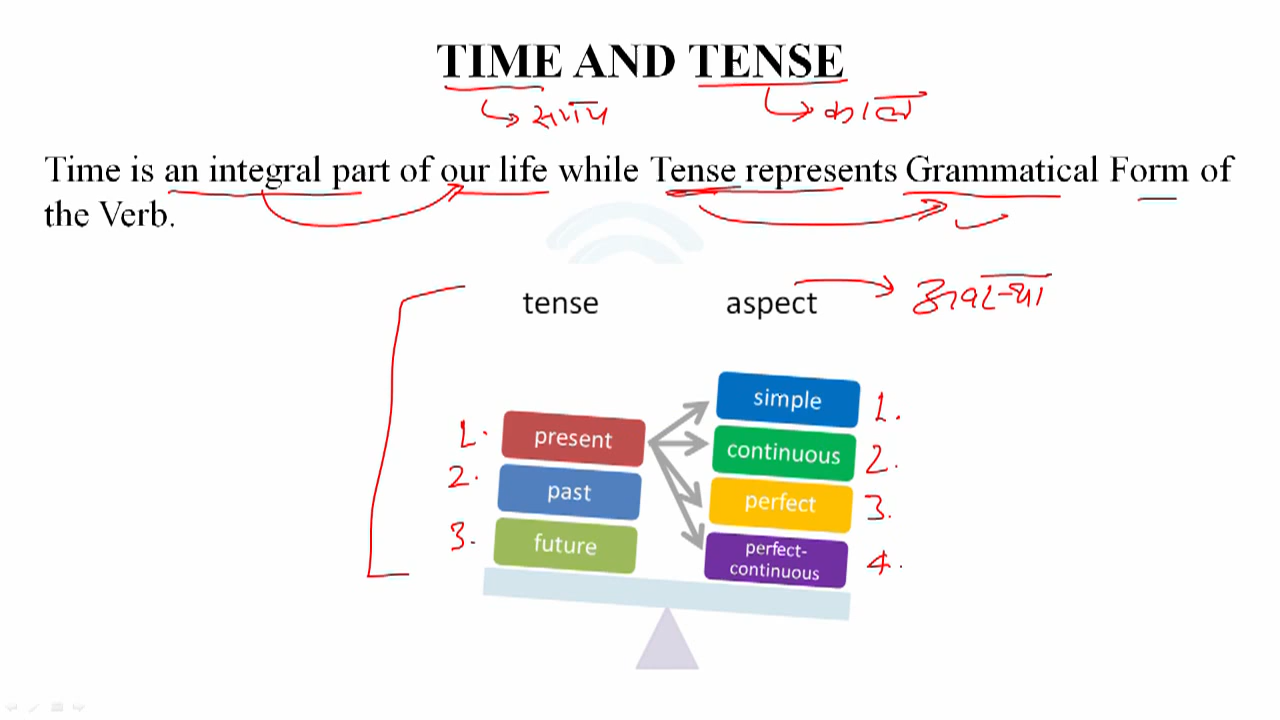 TIME AND TENSE
समय काल
Time is an integral part of our life while Tense represents Grammatical Form of
the Verb.
tense aspect अवस्था
simple 1.
1. present
continuous 2.
2. past
perfect 3.
3. future
perfect-
continuous 4.